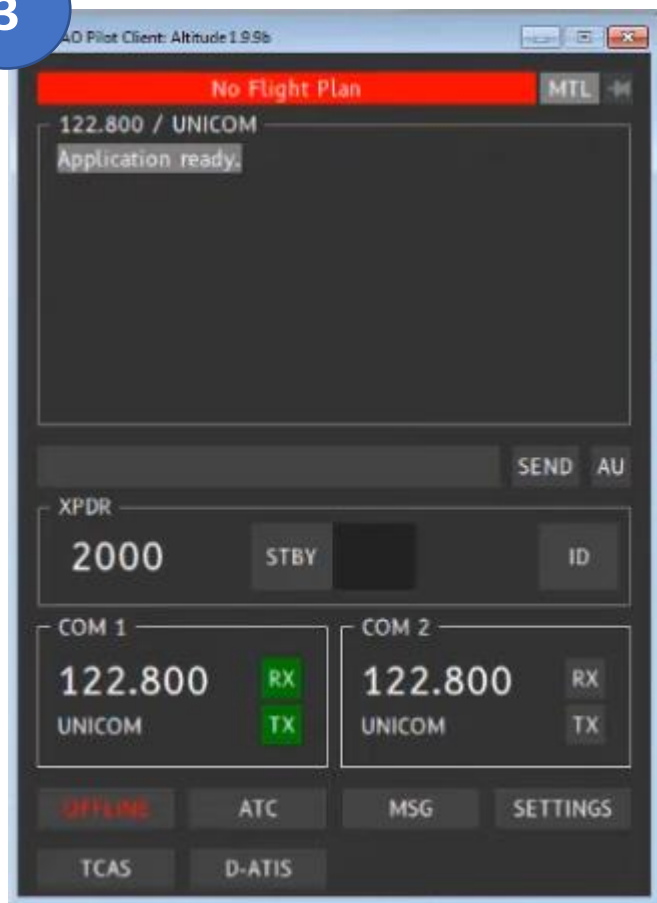 3
AO Pilot Client: Altitude 1.9.9b
No Flight Plan MTL
122.800 / UNICOM
Application ready.
SEND AU
XPDR
2000 STBY ID
COM 1 COM 2
122.800 RX 122.800 RX
UNICOM TX UNICOM TX
OFFLINE ATC MSG SETTINGS
TCAS D-ATIS